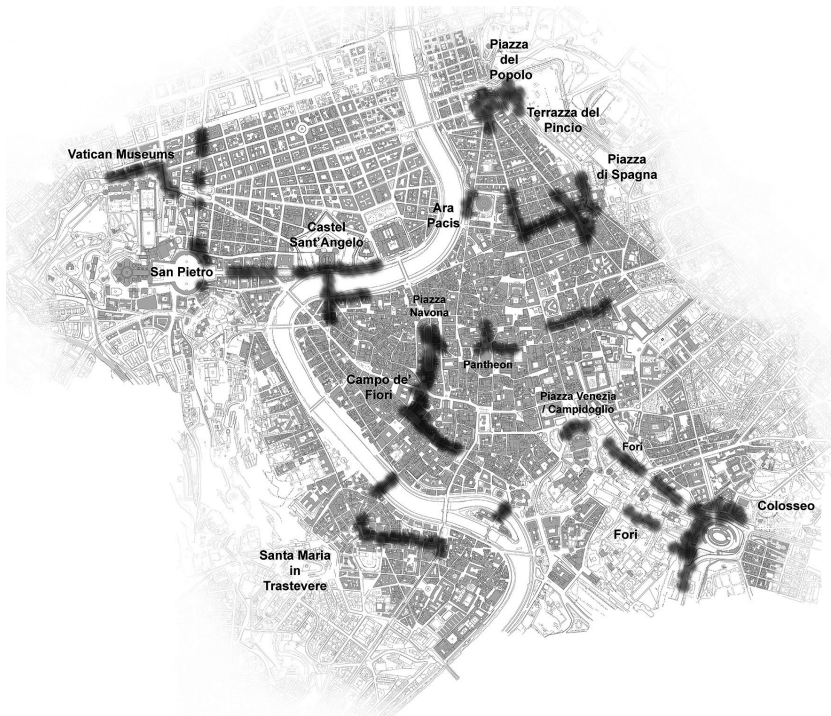 Piazza
del
Popolo
Terrazza del
Pincio
Vatican Museums
Piazza
di Spagna
Ara
Pacis
Castel
Sant'Angelo
San Pietro
Piazza
Navona
Pantheon
Campo de'
Fiori
Piazza Venezia
/ Campidoglio
Fori
Colosseo
Fori
Santa Maria
in
Trastevere